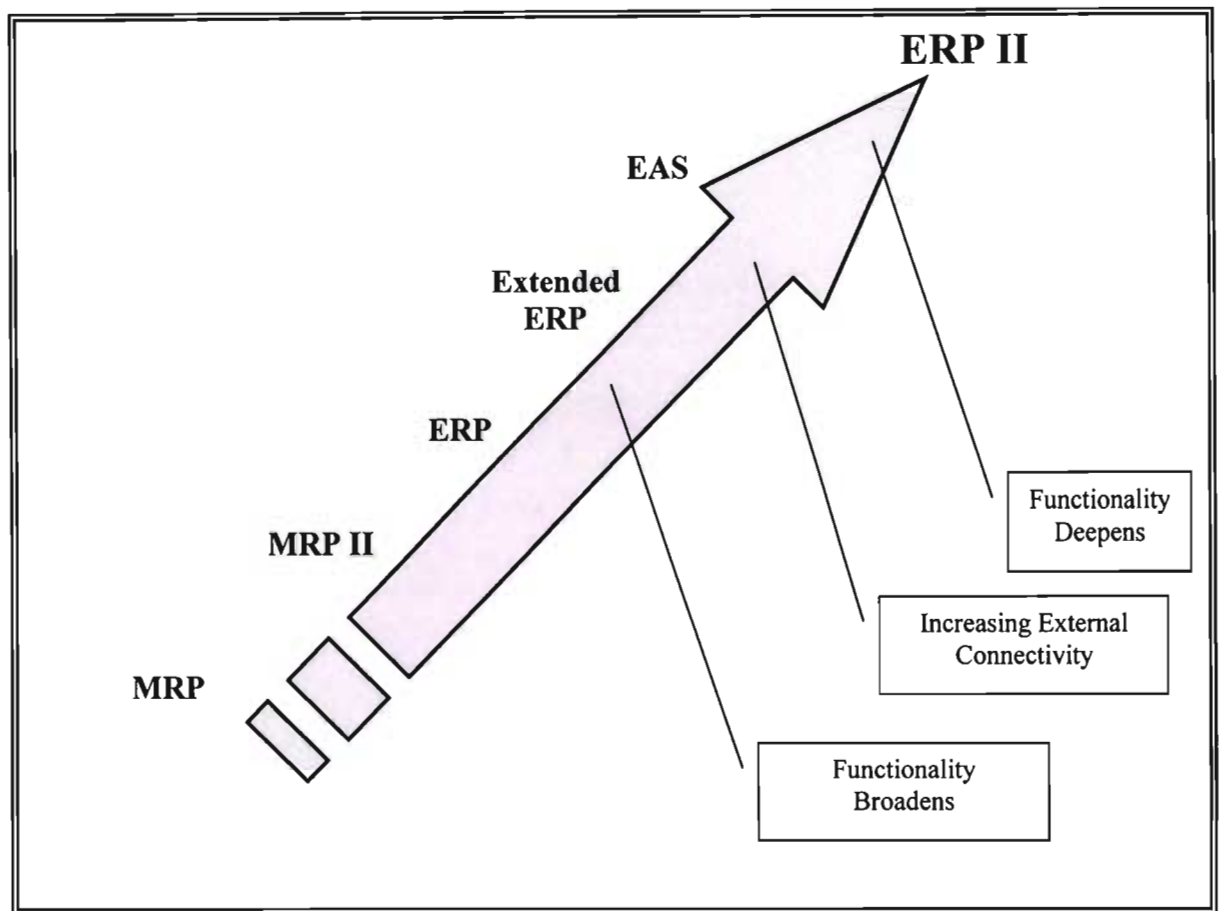 ERP II
EAS
Extended
ERP
ERP
MRP II
MRP
Functionality
Deepens
Increasing External
Connectivity
Functionality
Broadens